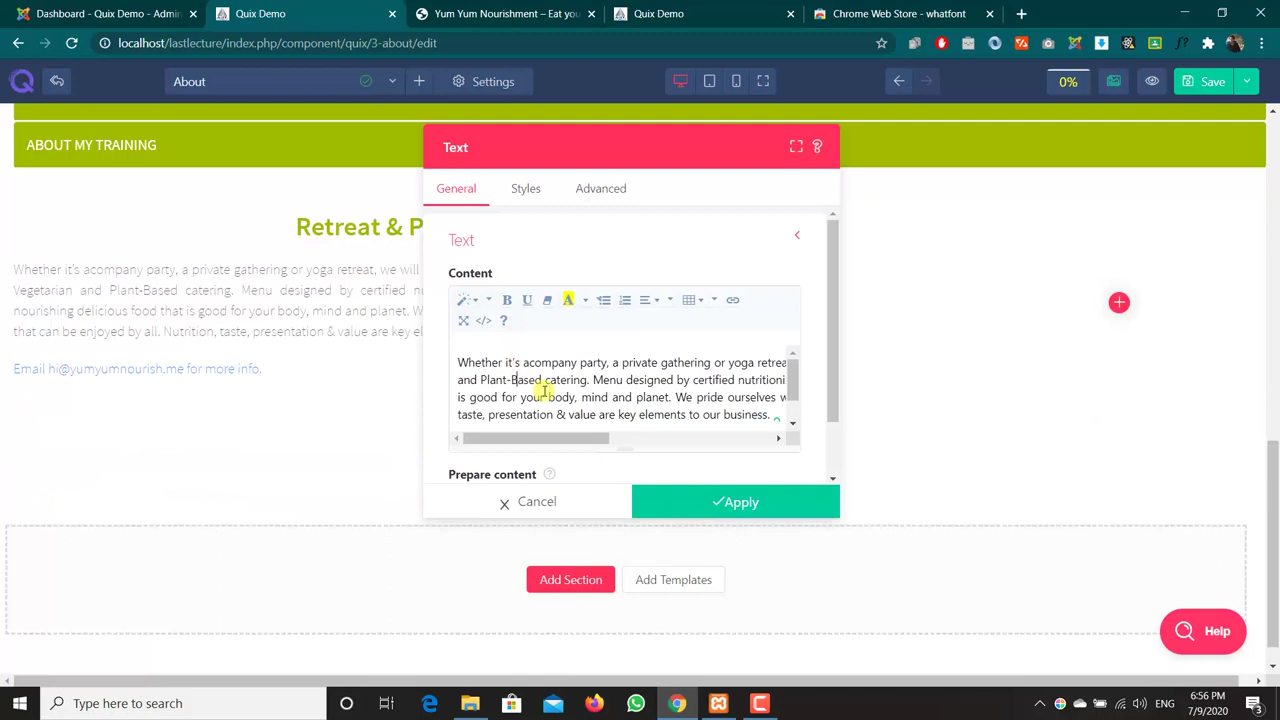 Dashboard - Quix Demo - Admini
Quix Demo
Yum Yum Nourishment - Eat you
Quix Demo
Chrome Web Store - whatfont
localhost/lastlecture/index.php/component/quix/3-about/edit
About
Settings
0%
Save
ABOUT MY TRAINING
Text
General
Styles
Advanced
Retreat & P
Text
Content
Whether it's acompany party, a private gathering or yoga retreat, we will
Vegetarian and Plant-Based catering. Menu designed by certified nu
nourishing delicious food that is good for your body, mind and planet. W
that can be enjoyed by all. Nutrition, taste, presentation & value are key ele
Email hi@yumyumnourish.me for more info.
B U A
</> ?
Whether it's acompany party, a private gathering or yoga retrea
and Plant-Based catering. Menu designed by certified nutritioni
is good for your body, mind and planet. We pride ourselves w
taste, presentation & value are key elements to our business.
Prepare content
Cancel
Apply
Add Section
Add Templates
Help
Type here to search
ENG
6:56 PM
7/9/2020
3